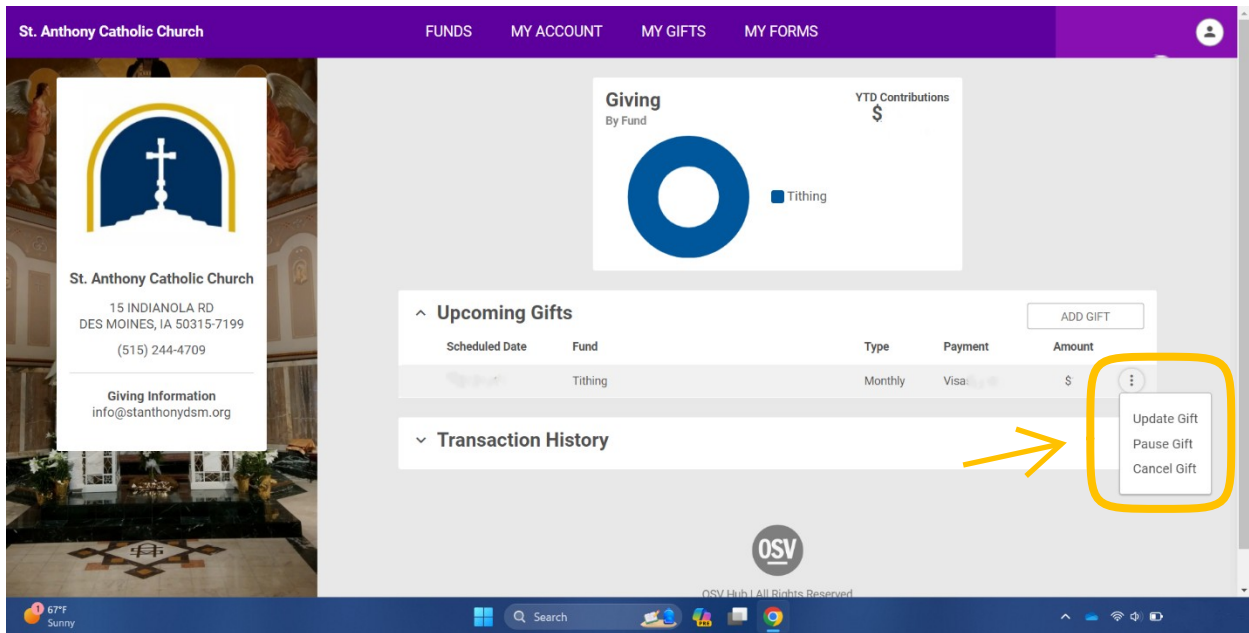 St. Anthony Catholic Church
FUNDS MY ACCOUNT MY GIFTS MY FORMS
St. Anthony Catholic Church
15 INDIANOLA RD
DES MOINES, IA 50315-7199
(515) 244-4709
Giving Information
info@stanthonydsm.org
Giving
By Fund
YTD Contributions
$
Tithing
Upcoming Gifts
ADD GIFT
Scheduled Date Fund Type Payment Amount
Tithing Monthly Visa $
Update Gift
Pause Gift
Cancel Gift
Transaction History
OSV
OSV Hub | All Rights Reserved
1
67°F
Sunny
Search
PRE